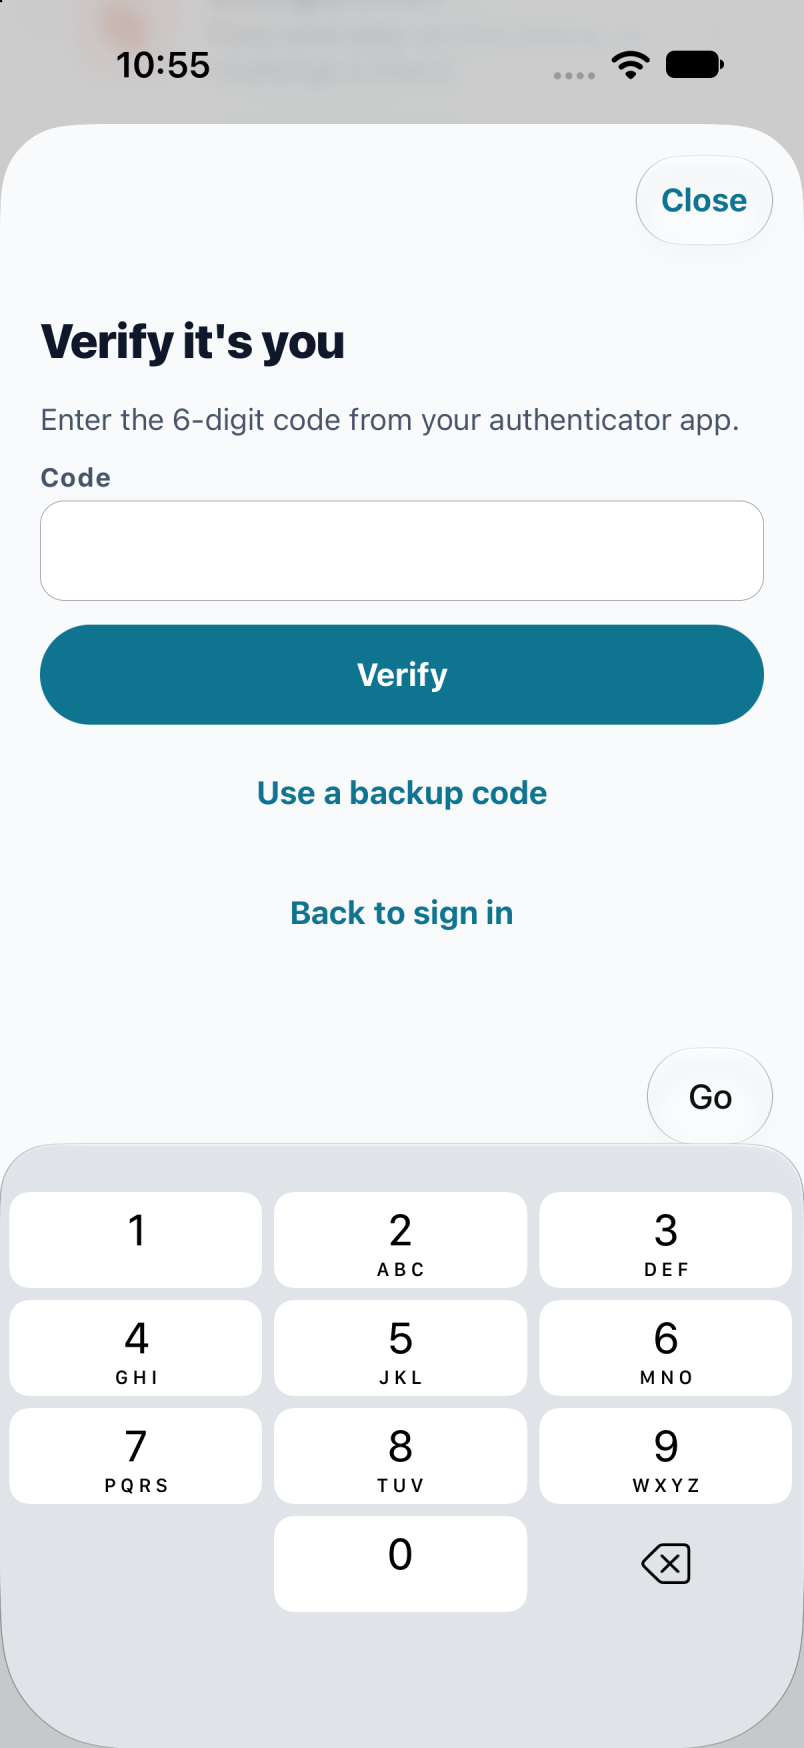 10:55
Close
Verify it's you
Enter the 6-digit code from your authenticator app.
Code
Verify
Use a backup code
Back to sign in
Go
1
2
ABC
3
DEF
4
GHI
5
JKL
6
MNO
7
PQRS
8
TUV
9
WXYZ
0